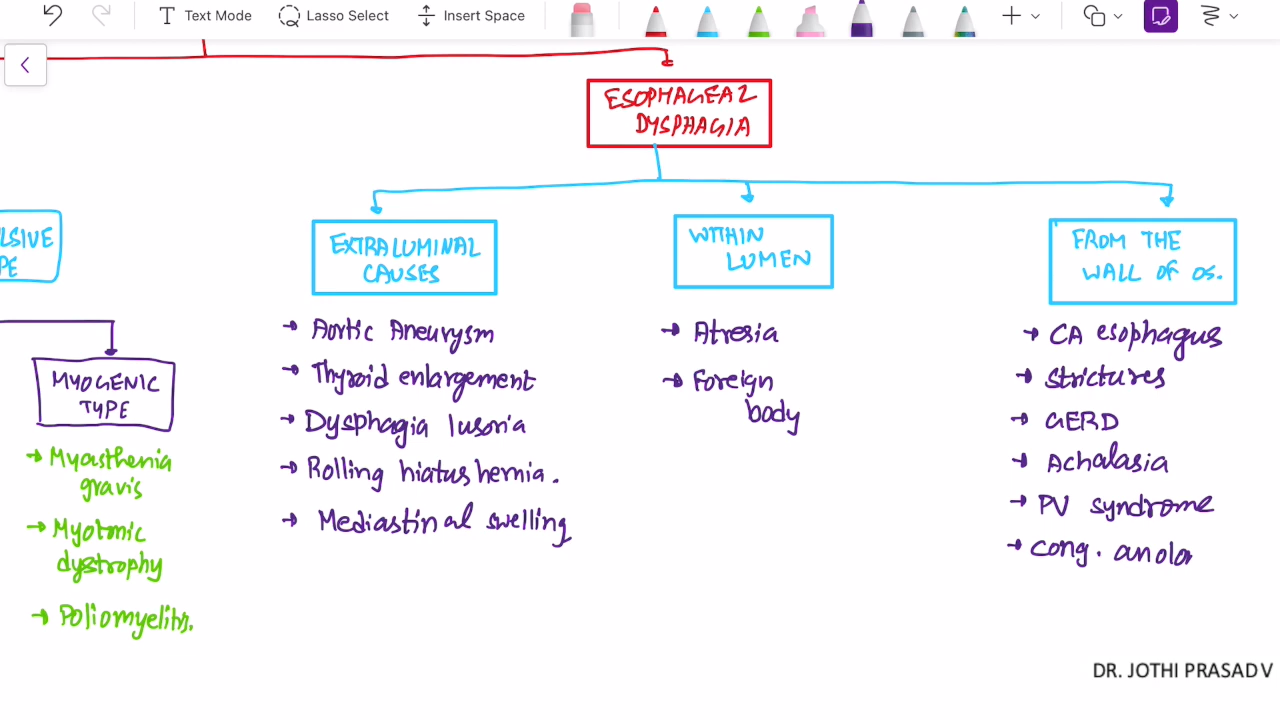 Text Mode
Lasso Select
Insert Space
ESOPHAGEAL
DYSPHAGIA
LSIVE
PE
EXTRALUMINAL
CAUSES
WITHIN
LUMEN
FROM THE
WALL OF OS.
→ Aortic Aneurysm
→ Thyroid enlargement
→ Dysphagia lusoria
→ Rolling hiatus hernia.
→ Mediastinal swelling
→ Atresia
→ Foreign
body
→ CA esophagus
→ strictures
→ GERD
→ Achalasia
→ PV syndrome
→ cong. anolo
MYOGENIC
TYPE
→ Myasthenia
gravis
→ Myotonic
dystrophy
→ Poliomyelitis.
DR. JOTHI PRASAD V